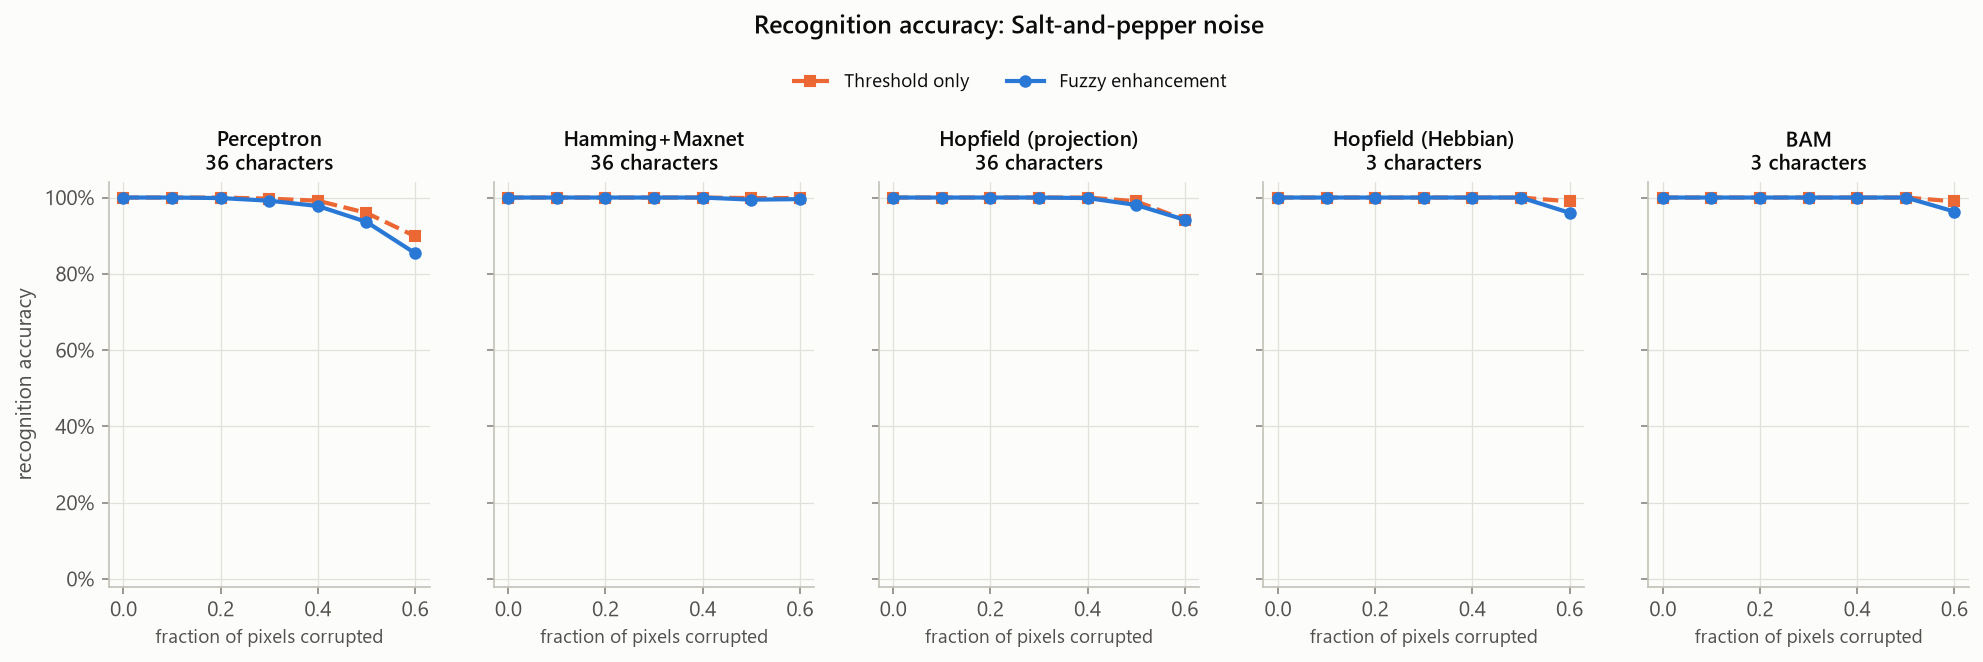 Recognition accuracy: Salt-and-pepper noise
Threshold only
Fuzzy enhancement
Perceptron
36 characters
Hamming+Maxnet
36 characters
Hopfield (projection)
36 characters
Hopfield (Hebbian)
3 characters
BAM
3 characters
recognition accuracy
100%
80%
60%
40%
20%
0%
0.0 0.2 0.4 0.6
fraction of pixels corrupted
0.0 0.2 0.4 0.6
fraction of pixels corrupted
0.0 0.2 0.4 0.6
fraction of pixels corrupted
0.0 0.2 0.4 0.6
fraction of pixels corrupted
0.0 0.2 0.4 0.6
fraction of pixels corrupted